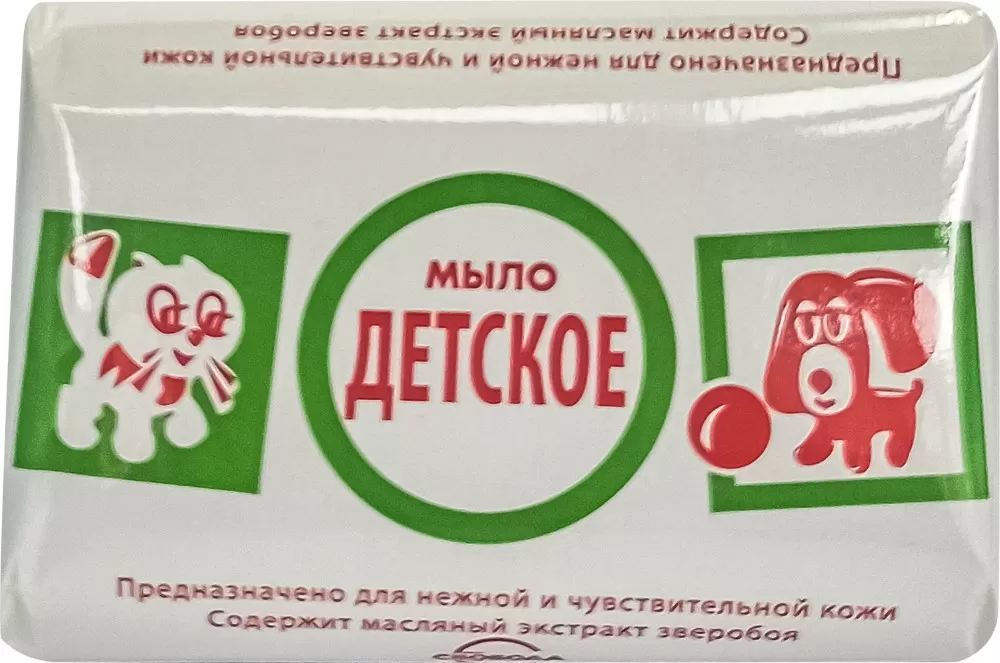 Предназначено для нежной и чувствительной кожи
Содержит масляный экстракт зверобоя
МЫЛО
ДЕТСКОЕ
Предназначено для нежной и чувствительной кожи
Содержит масляный экстракт зверобоя
СВОБОДА